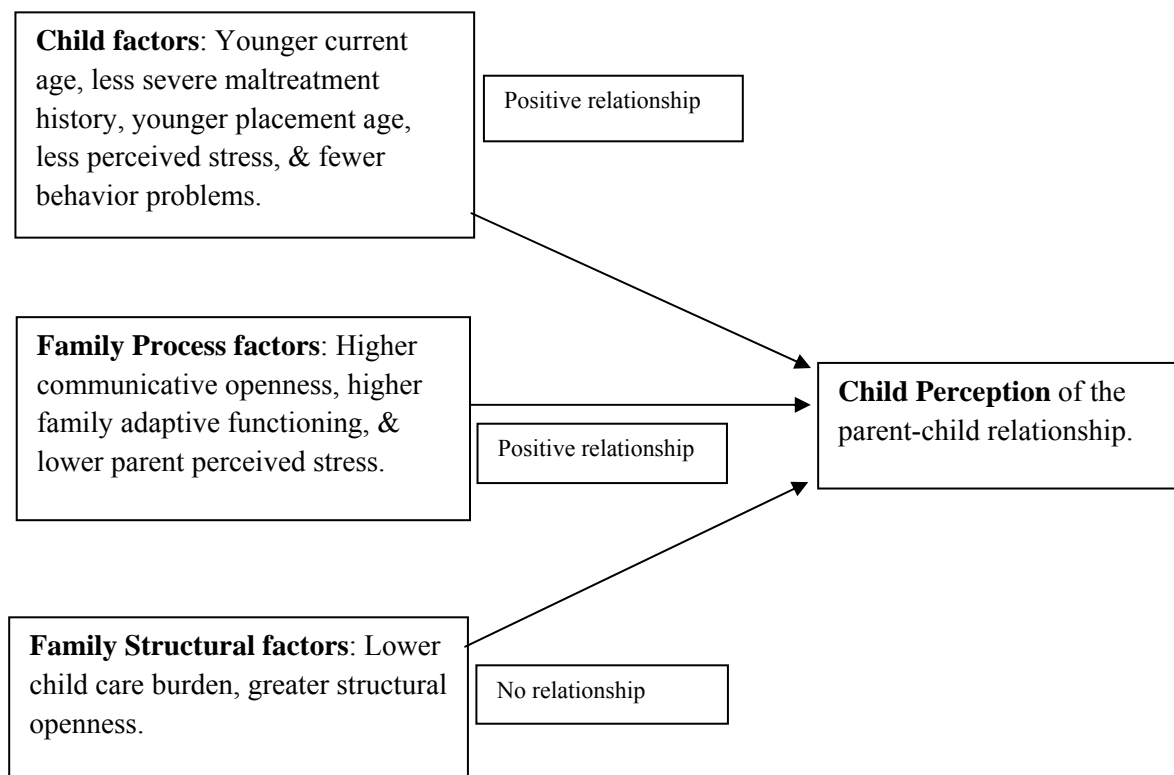 Child factors: Younger current
age, less severe maltreatment
history, younger placement age,
less perceived stress, & fewer
behavior problems.
Positive relationship
Family Process factors: Higher
communicative openness, higher
family adaptive functioning, &
lower parent perceived stress.
Positive relationship
Child Perception of the
parent-child relationship.
Family Structural factors: Lower
child care burden, greater structural
openness.
No relationship